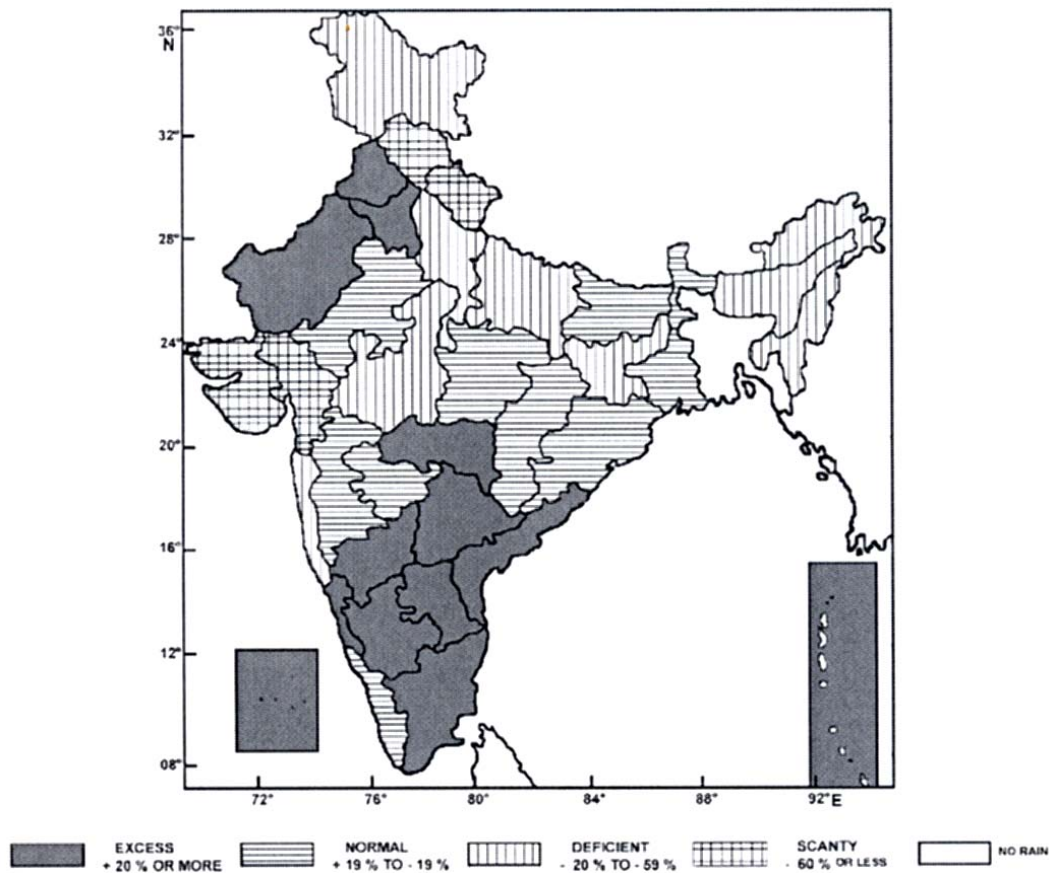 36°
N
32°
28°
24°
20°
16°
12°
08°
72° 76° 80° 84° 88° 92° E
EXCESS
+ 20 % OR MORE
NORMAL
+ 19 % TO - 19 %
DEFICIENT
- 20 % TO - 59 %
SCANTY
- 60 % OR LESS
NO RAIN